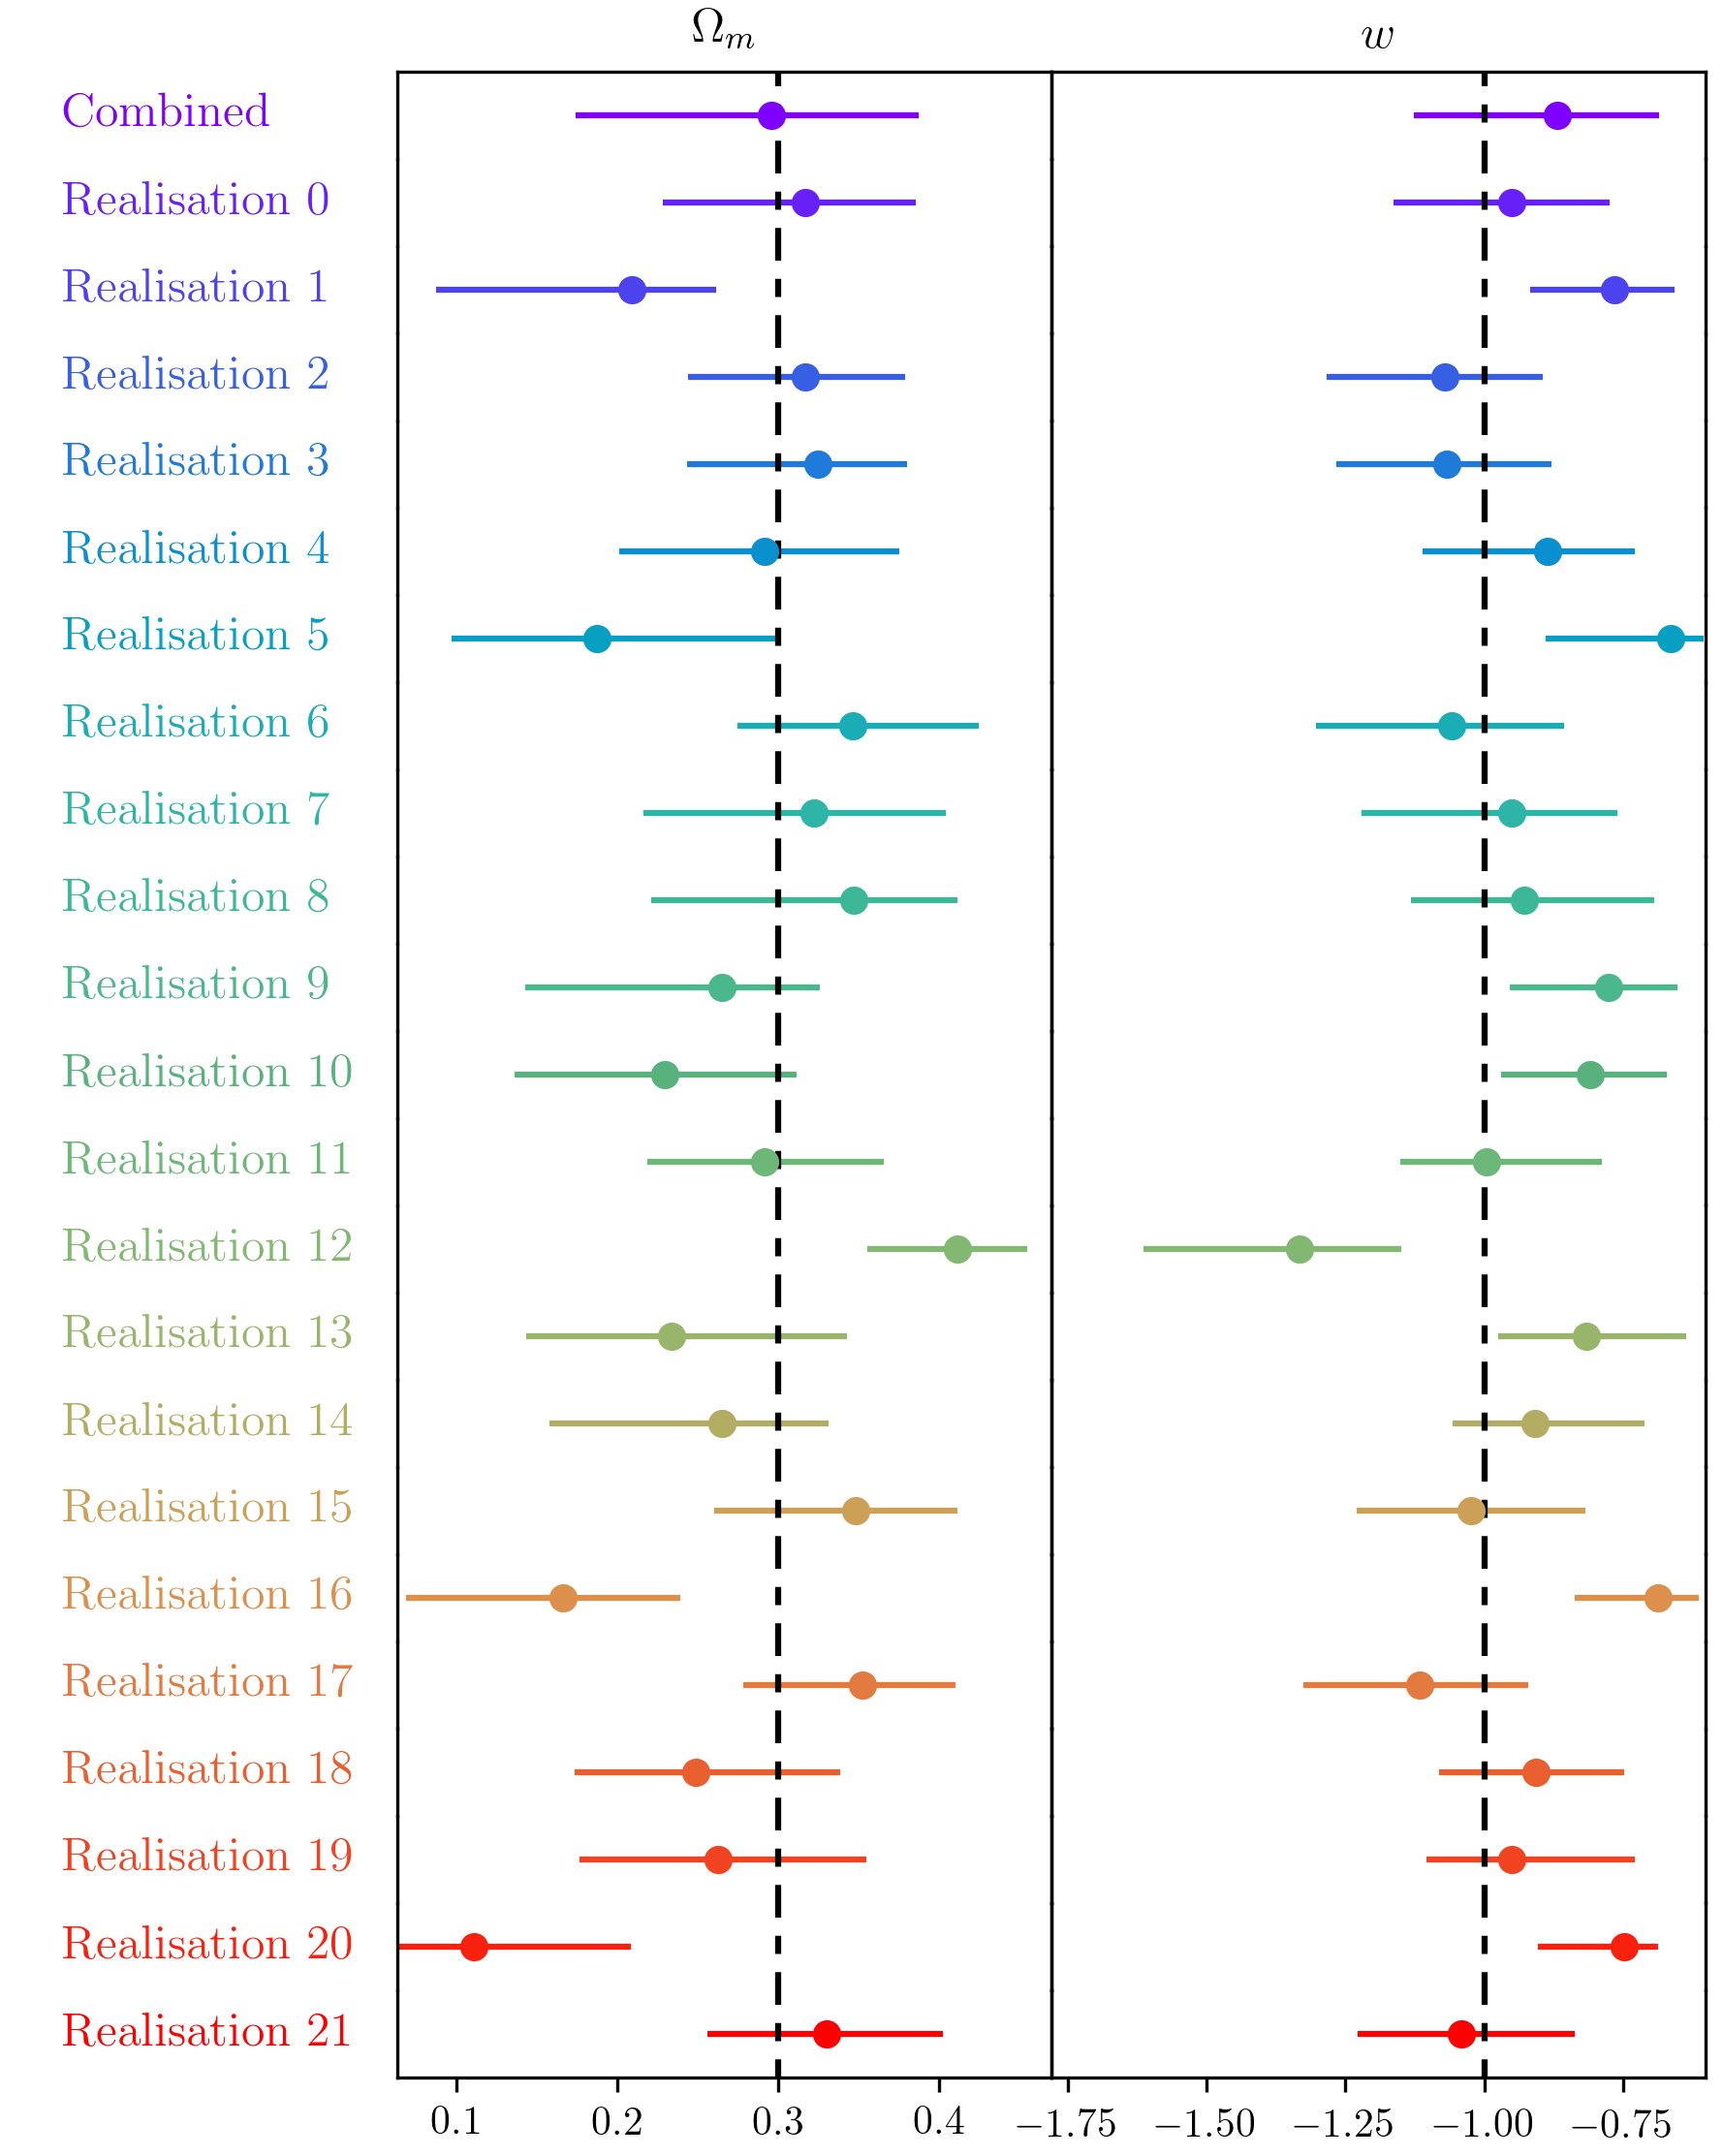 Ωₘ w
Combined
Realisation 0
Realisation 1
Realisation 2
Realisation 3
Realisation 4
Realisation 5
Realisation 6
Realisation 7
Realisation 8
Realisation 9
Realisation 10
Realisation 11
Realisation 12
Realisation 13
Realisation 14
Realisation 15
Realisation 16
Realisation 17
Realisation 18
Realisation 19
Realisation 20
Realisation 21
0.1 0.2 0.3 0.4 −1.75 −1.50 −1.25 −1.00 −0.75